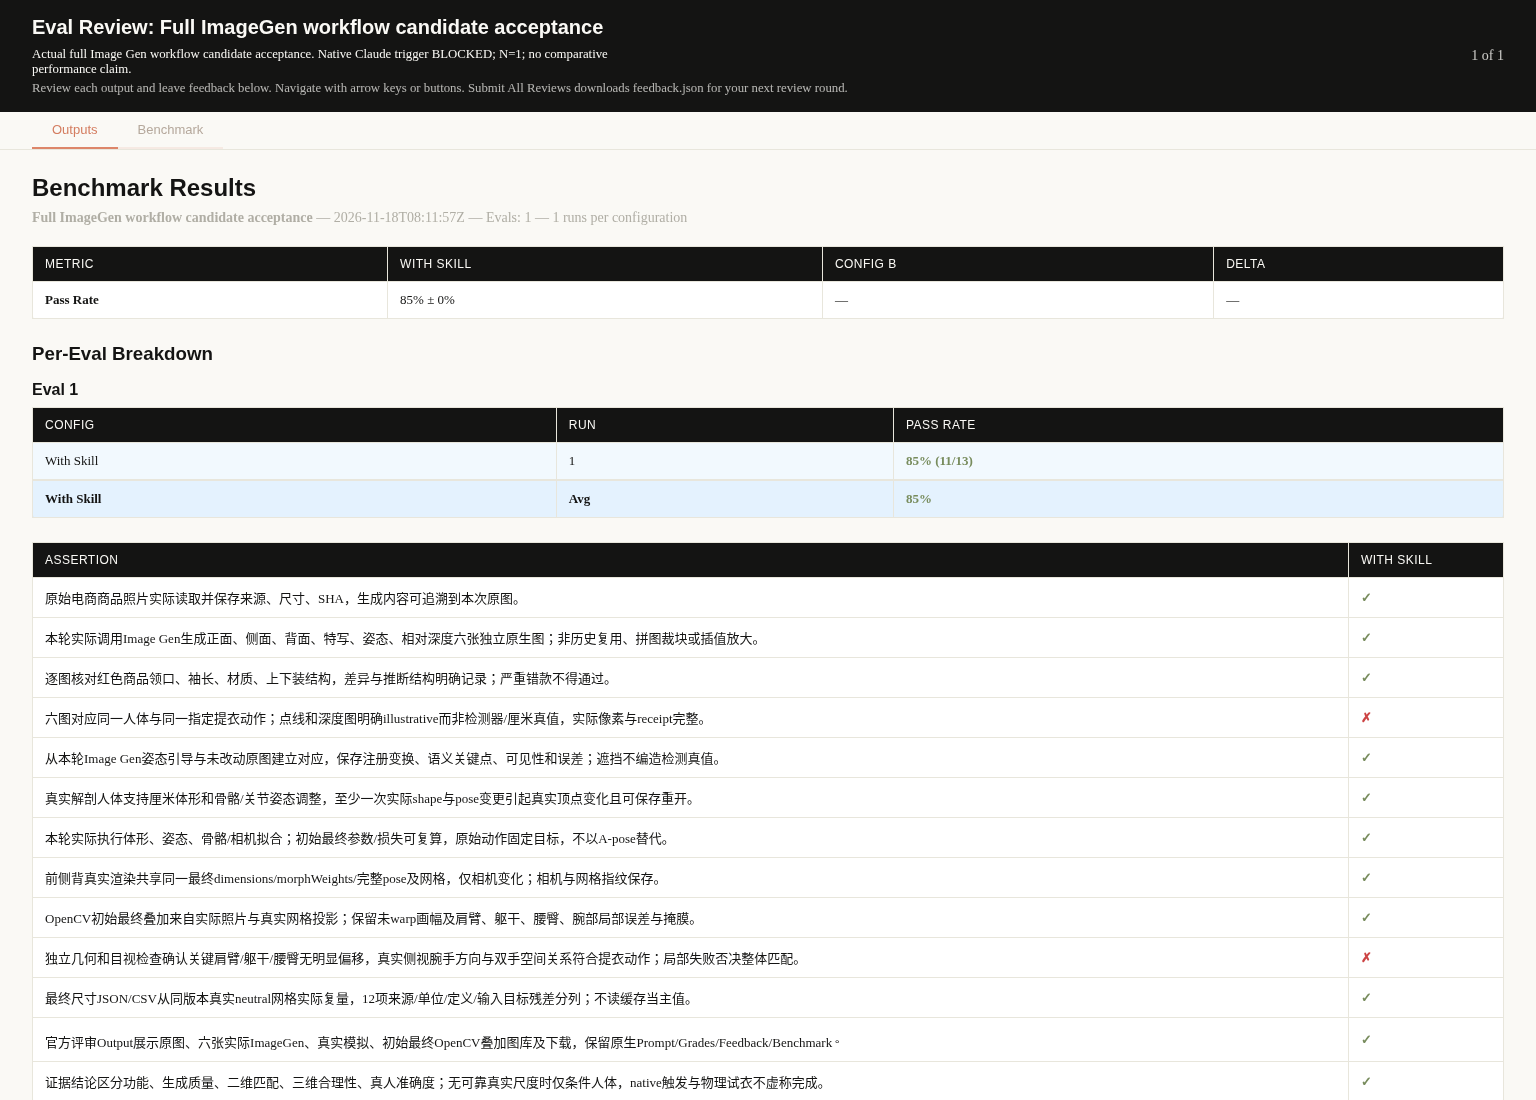 Eval Review: Full ImageGen workflow candidate acceptance
Actual full Image Gen workflow candidate acceptance. Native Claude trigger BLOCKED; N=1; no comparative
performance claim.
Review each output and leave feedback below. Navigate with arrow keys or buttons. Submit All Reviews downloads feedback.json for your next review round.
1 of 1
Outputs
Benchmark
Benchmark Results
Full ImageGen workflow candidate acceptance — 2026-11-18T08:11:57Z — Evals: 1 — 1 runs per configuration
METRIC WITH SKILL CONFIG B DELTA
Pass Rate 85% ± 0% — —
Per-Eval Breakdown
Eval 1
CONFIG RUN PASS RATE
With Skill 1 85% (11/13)
With Skill Avg 85%
ASSERTION WITH SKILL
原始电商商品照片实际读取并保存来源、尺寸、SHA，生成内容可追溯到本次原图。 ✓
本轮实际调用Image Gen生成正面、侧面、背面、特写、姿态、相对深度六张独立原生图；非历史复用、拼图裁块或插值放大。 ✓
逐图核对红色商品领口、袖长、材质、上下装结构，差异与推断结构明确记录；严重错款不得通过。 ✓
六图对应同一人体与同一指定提衣动作；点线和深度图明确illustrative而非检测器/厘米真值，实际像素与receipt完整。 ✗
从本轮Image Gen姿态引导与未改动原图建立对应，保存注册变换、语义关键点、可见性和误差；遮挡不编造检测真值。 ✓
真实解剖人体支持厘米体形和骨骼/关节姿态调整，至少一次实际shape与pose变更引起真实顶点变化且可保存重开。 ✓
本轮实际执行体形、姿态、骨骼/相机拟合；初始最终参数/损失可复算，原始动作固定目标，不以A-pose替代。 ✓
前侧背真实渲染共享同一最终dimensions/morphWeights/完整pose及网格，仅相机变化；相机与网格指纹保存。 ✓
OpenCV初始最终叠加来自实际照片与真实网格投影；保留未warp画幅及肩臂、躯干、腰臀、腕部局部误差与掩膜。 ✓
独立几何和目视检查确认关键肩臂/躯干/腰臀无明显偏移，真实侧视腕手方向与双手空间关系符合提衣动作；局部失败否决整体匹配。 ✗
最终尺寸JSON/CSV从同版本真实neutral网格实际复量，12项来源/单位/定义/输入目标残差分列；不读缓存当主值。 ✓
官方评审Output展示原图、六张实际ImageGen、真实模拟、初始最终OpenCV叠加图库及下载，保留原生Prompt/Grades/Feedback/Benchmark。 ✓
证据结论区分功能、生成质量、二维匹配、三维合理性、真人准确度；无可靠真实尺度时仅条件人体，native触发与物理试衣不虚称完成。 ✓